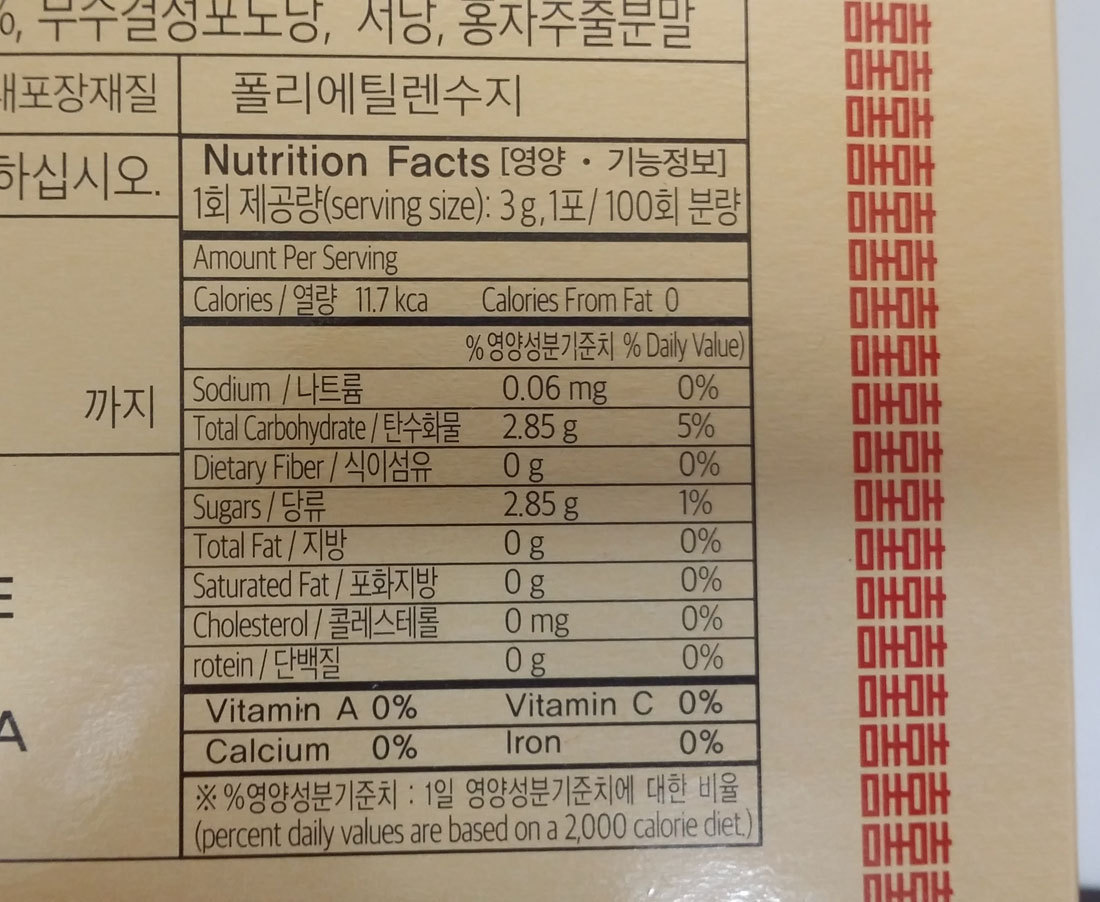 무수결정포도당, 서당, 홍자추출분말
포장재질 폴리에틸렌수지
하십시오.
Nutrition Facts [영양 · 기능정보]
1회 제공량(serving size): 3g,1포/ 100회 분량
Amount Per Serving
Calories / 열량 11.7 kca Calories From Fat 0
% 영양성분기준치 % Daily Value)
Sodium / 나트륨 0.06 mg 0%
까지
Total Carbohydrate / 탄수화물 2.85 g 5%
Dietary Fiber / 식이섬유 0 g 0%
Sugars / 당류 2.85 g 1%
Total Fat / 지방 0 g 0%
Saturated Fat / 포화지방 0 g 0%
E
Cholesterol / 콜레스테롤 0 mg 0%
rotein / 단백질 0 g 0%
Vitamin A 0% Vitamin C 0%
A
Calcium 0% Iron 0%
※ %영양성분기준치 : 1일 영양성분기준치에 대한 비율
(percent daily values are based on a 2,000 calorie diet.)